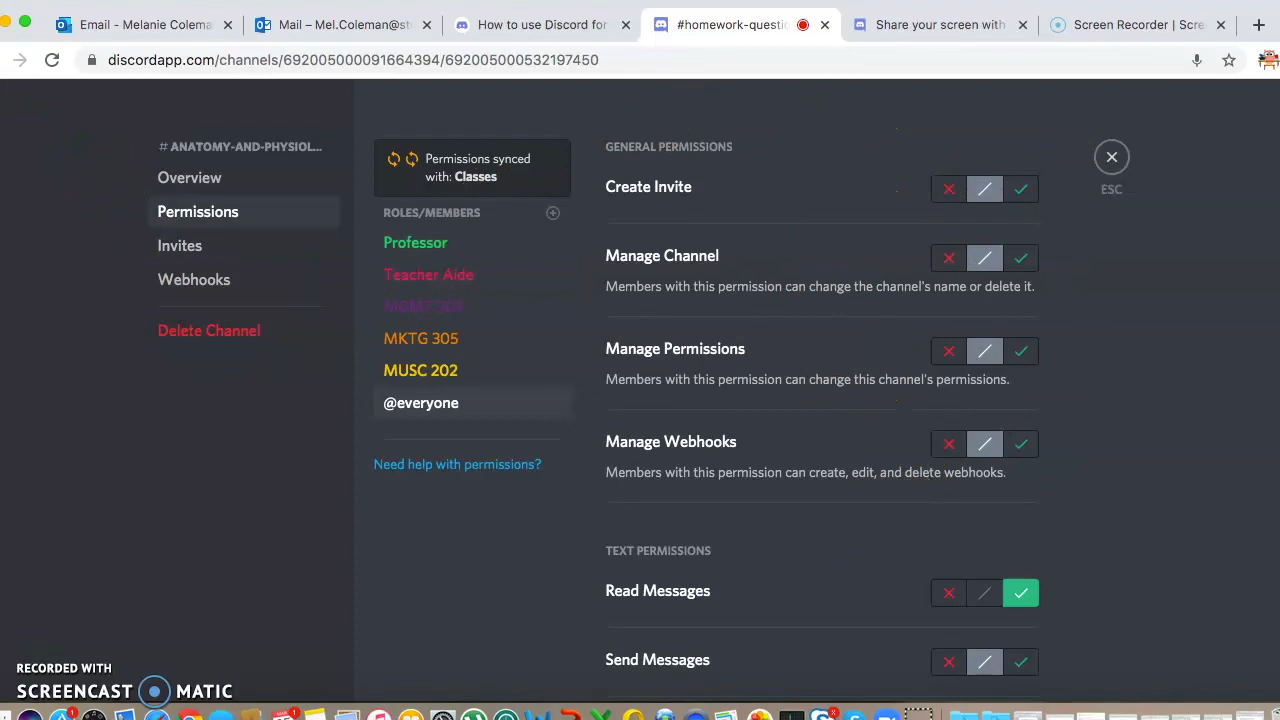 Email – Melanie Colema
Mail – Mel.Coleman@st
How to use Discord for
#homework-questic
Share your screen with
Screen Recorder | Scre
discordapp.com/channels/692005000091664394/692005000532197450
# ANATOMY-AND-PHYSIOL...
Overview
Permissions
Invites
Webhooks
Delete Channel
Permissions synced
with: Classes
ROLES/MEMBERS
Professor
Teacher Aide
MKTG 305
MUSC 202
@everyone
Need help with permissions?
GENERAL PERMISSIONS
Create Invite
Manage Channel
Members with this permission can change the channel's name or delete it.
Manage Permissions
Members with this permission can change this channel's permissions.
Manage Webhooks
Members with this permission can create, edit, and delete webhooks.
TEXT PERMISSIONS
Read Messages
Send Messages
ESC
RECORDED WITH
SCREENCAST MATIC